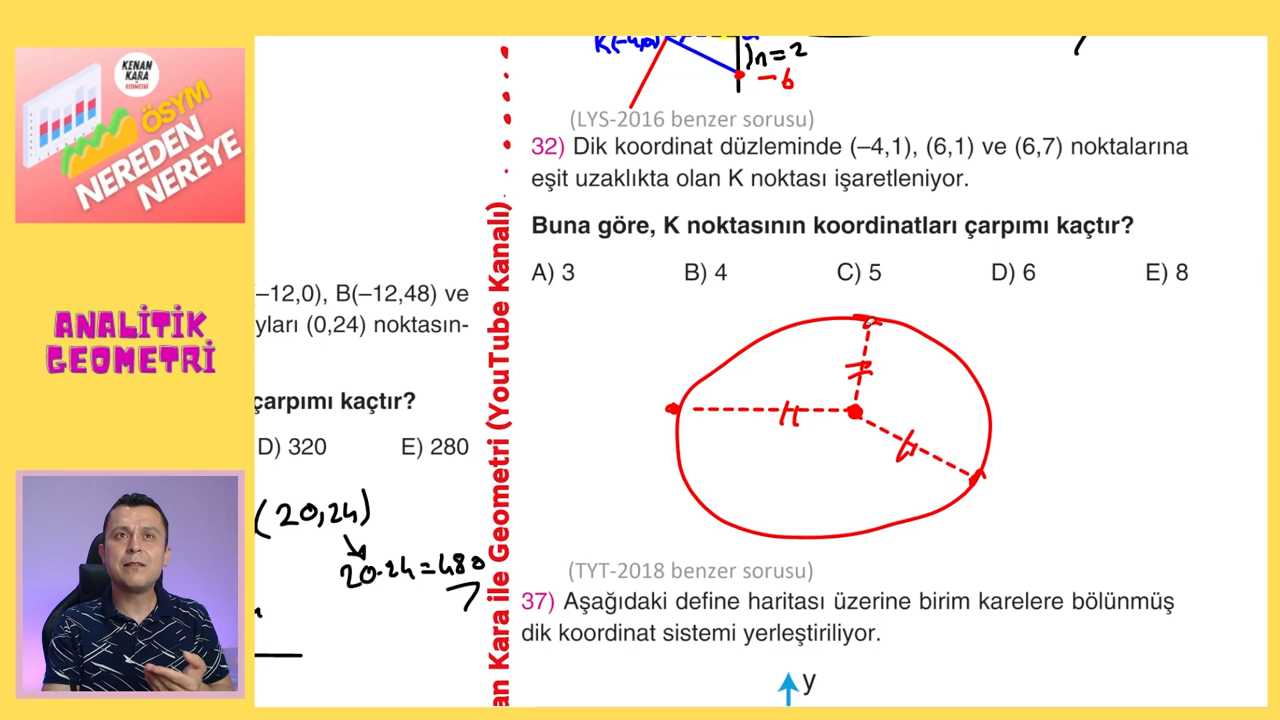 KENAN
KARA
GEOMETRİ
ÖSYM
NEREDEN
NEREYE
ANALİTİK
GEOMETRİ
–12,0), B(–12,48) ve
yları (0,24) noktasın-
çarpımı kaçtır?
D) 320 E) 280
(20,24)
20·24=480
an Kara ile Geometri (YouTube Kanalı)
K(–4,0)
n=2
–6
(LYS-2016 benzer sorusu)
32) Dik koordinat düzleminde (–4,1), (6,1) ve (6,7) noktalarına
eşit uzaklıkta olan K noktası işaretleniyor.
Buna göre, K noktasının koordinatları çarpımı kaçtır?
A) 3 B) 4 C) 5 D) 6 E) 8
(TYT-2018 benzer sorusu)
37) Aşağıdaki define haritası üzerine birim karelere bölünmüş
dik koordinat sistemi yerleştiriliyor.
y